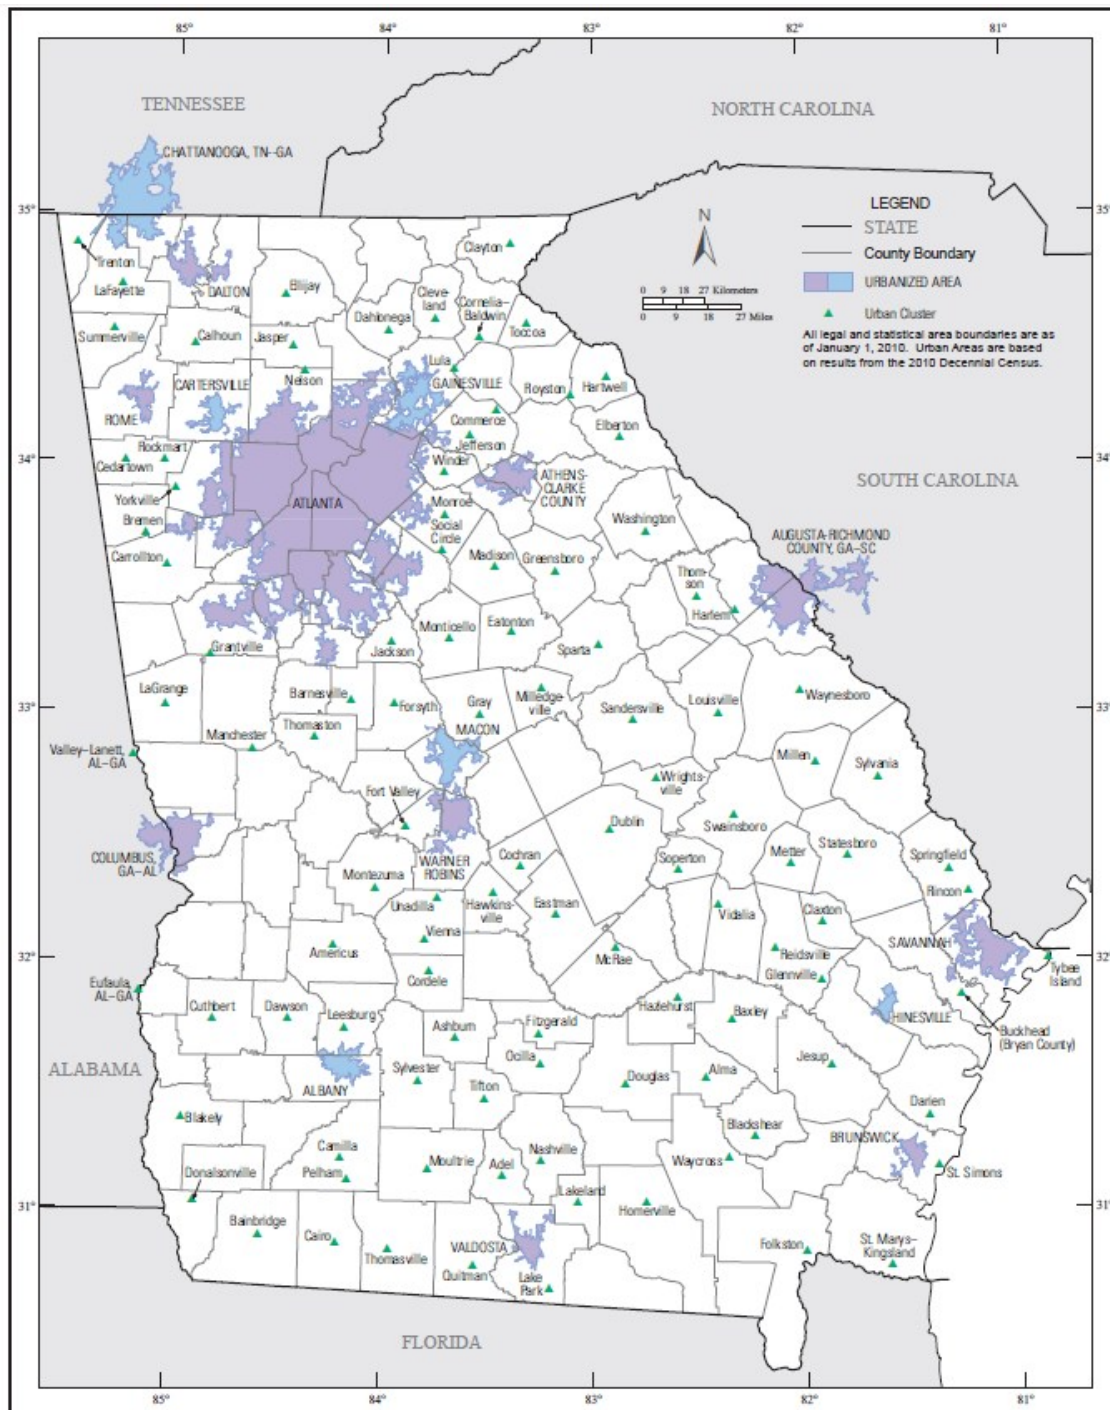 85°
84°
83°
82°
81°
TENNESSEE
NORTH CAROLINA
CHATTANOOGA, TN--GA
35°
35°
LEGEND
STATE
County Boundary
URBANIZED AREA
Urban Cluster
All legal and statistical area boundaries are as
of January 1, 2010. Urban Areas are based
on results from the 2010 Decennial Census.
N
0 9 18 27 Kilometers
0 9 18 27 Miles
Clayton
Trenton
LaFayette
DALTON
Ellijay
Cleve-
land
Cornelia--
Baldwin
Dahlonega
Toccoa
Summerville
Calhoun
Jasper
Lula
Nelson
GAINESVILLE
CARTERSVILLE
Royston
Hartwell
ROME
Commerce
Elberton
Jefferson
Rockmart
34°
34°
Cedartown
Winder
ATHENS-
CLARKE
COUNTY
SOUTH CAROLINA
Yorkville
ATLANTA
Monroe
Bremen
Social
Circle
Washington
AUGUSTA-RICHMOND
COUNTY, GA--SC
Carrollton
Madison
Greensboro
Thom-
son
Harlem
Monticello
Eatonton
Grantville
Jackson
Sparta
LaGrange
Barnesville
Forsyth
Gray
Milledge-
ville
Sandersville
Louisville
Waynesboro
33°
33°
Thomaston
MACON
Manchester
Valley--Lanett,
AL--GA
Millen
Sylvania
Fort Valley
Wrights-
ville
Dublin
Swainsboro
COLUMBUS,
GA--AL
WARNER
ROBINS
Cochran
Soperton
Metter
Statesboro
Springfield
Montezuma
Rincon
Unadilla
Hawkins-
ville
Eastman
Vidalia
Claxton
Vienna
SAVANNAH
Americus
McRae
Reidsville
32°
32°
Glennville
Tybee
Island
Eufaula,
AL--GA
Cordele
Hazlehurst
Cuthbert
Dawson
Leesburg
Ashburn
Fitzgerald
Baxley
HINESVILLE
Buckhead
(Bryan County)
Ocilla
Jesup
ALABAMA
ALBANY
Sylvester
Tifton
Douglas
Alma
Blakely
Darien
Blackshear
BRUNSWICK
Camilla
Nashville
Donalsonville
Pelham
Moultrie
Adel
Waycross
St. Simons
31°
31°
Lakeland
Homerville
Bainbridge
Cairo
Thomasville
VALDOSTA
Folkston
St. Marys--
Kingsland
Quitman
Lake
Park
FLORIDA
85°
84°
83°
82°
81°